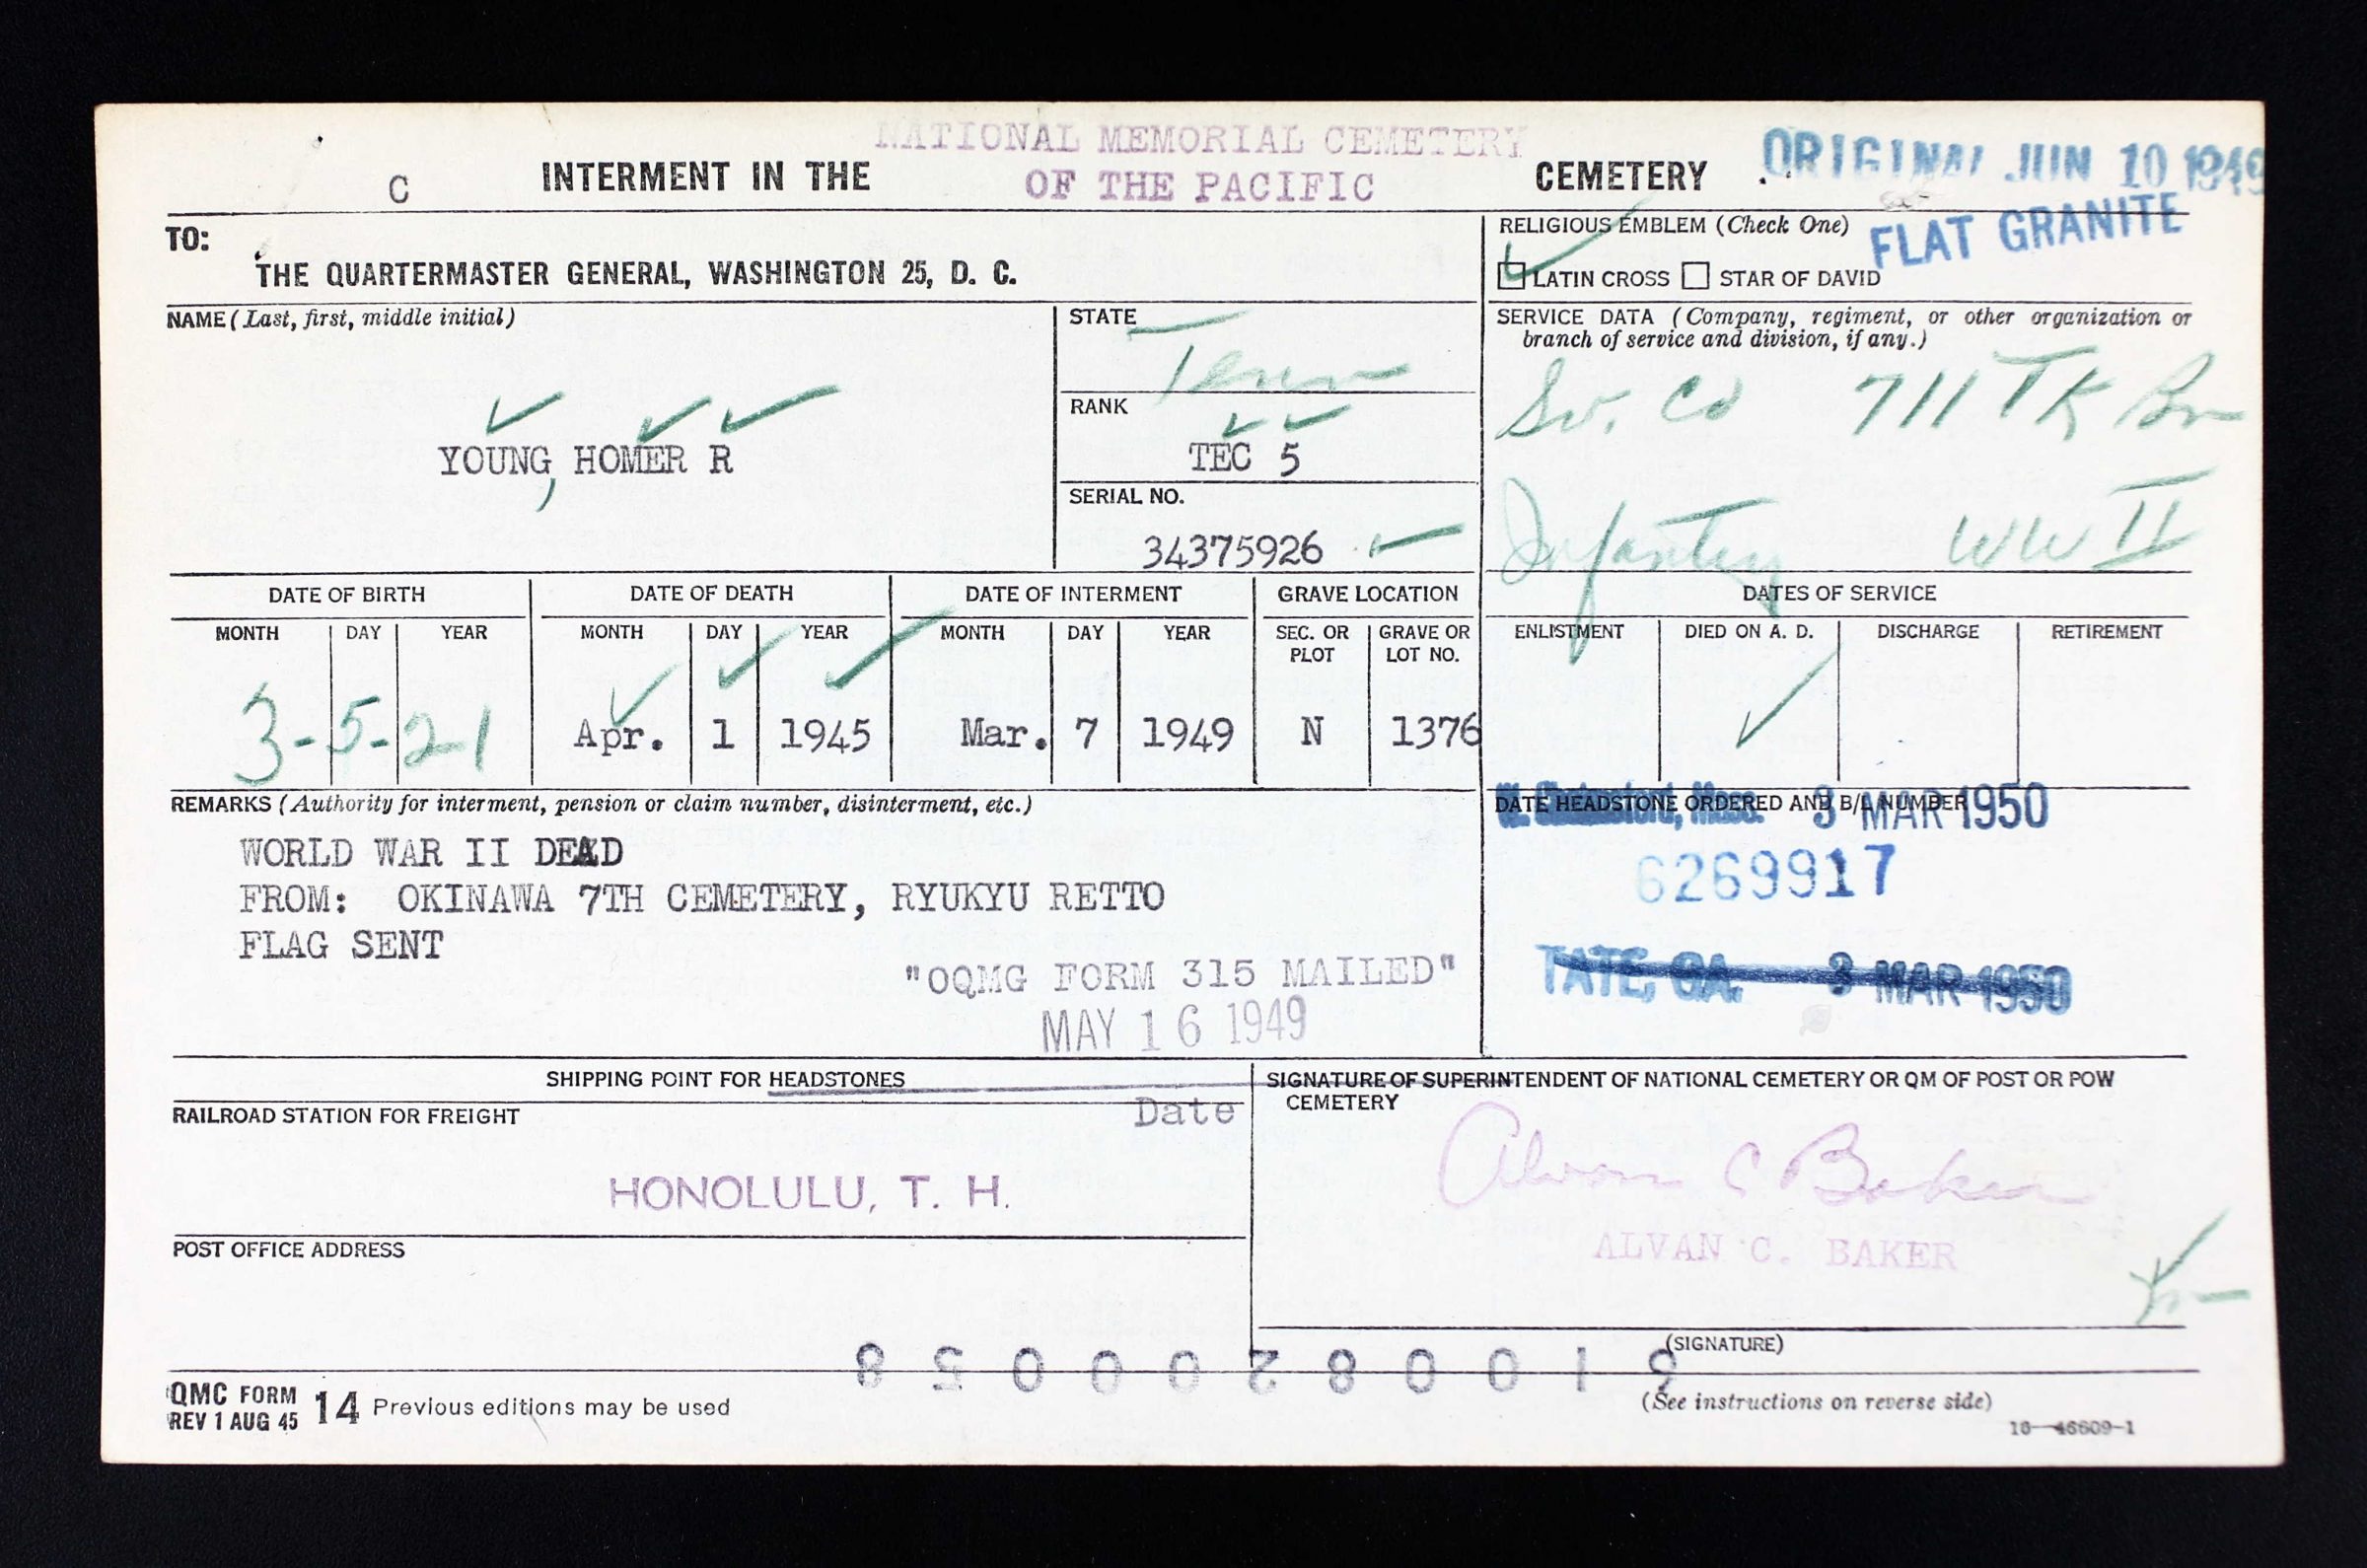 NATIONAL MEMORIAL CEMETERY
C INTERMENT IN THE OF THE PACIFIC CEMETERY ORIGINAL JUN 10 1949
FLAT GRANITE
TO:
THE QUARTERMASTER GENERAL, WASHINGTON 25, D. C.
RELIGIOUS EMBLEM (Check One)
LATIN CROSS STAR OF DAVID
NAME (Last, first, middle initial)
YOUNG, HOMER R
STATE
Tenn
RANK
TEC 5
SERIAL NO.
34375926
SERVICE DATA (Company, regiment, or other organization or
branch of service and division, if any.)
Sv. Co 711 TK Bn
Infantry WW II
DATE OF BIRTH DATE OF DEATH DATE OF INTERMENT GRAVE LOCATION DATES OF SERVICE
MONTH DAY YEAR MONTH DAY YEAR MONTH DAY YEAR SEC. OR PLOT GRAVE OR LOT NO. ENLISTMENT DIED ON A. D. DISCHARGE RETIREMENT
3-5-21 Apr. 1 1945 Mar. 7 1949 N 1376
REMARKS (Authority for interment, pension or claim number, disinterment, etc.)
WORLD WAR II DEAD
FROM: OKINAWA 7TH CEMETERY, RYUKYU RETTO
FLAG SENT
"OQMG FORM 315 MAILED"
MAY 16 1949
DATE HEADSTONE ORDERED AND B/L NUMBER
Mass. 3 MAR 1950
6269917
TATE, GA. 3 MAR 1950
SHIPPING POINT FOR HEADSTONES
Date
RAILROAD STATION FOR FREIGHT
HONOLULU, T. H.
POST OFFICE ADDRESS
SIGNATURE OF SUPERINTENDENT OF NATIONAL CEMETERY OR QM OF POST OR POW
CEMETERY
Alvan C Baker
ALVAN C. BAKER
(SIGNATURE)
85000280019
QMC FORM 14 Previous editions may be used
REV 1 AUG 45
(See instructions on reverse side)
16—46609-1